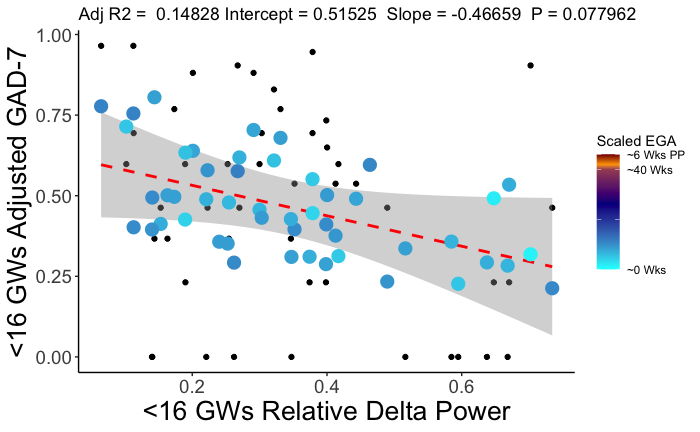 Adj R2 =  0.14828 Intercept = 0.51525  Slope = -0.46659  P = 0.077962
1.00
0.75
0.50
0.25
0.00
<16 GWs Adjusted GAD-7
0.2
0.4
0.6
<16 GWs Relative Delta Power
Scaled EGA
~6 Wks PP
~40 Wks
~0 Wks